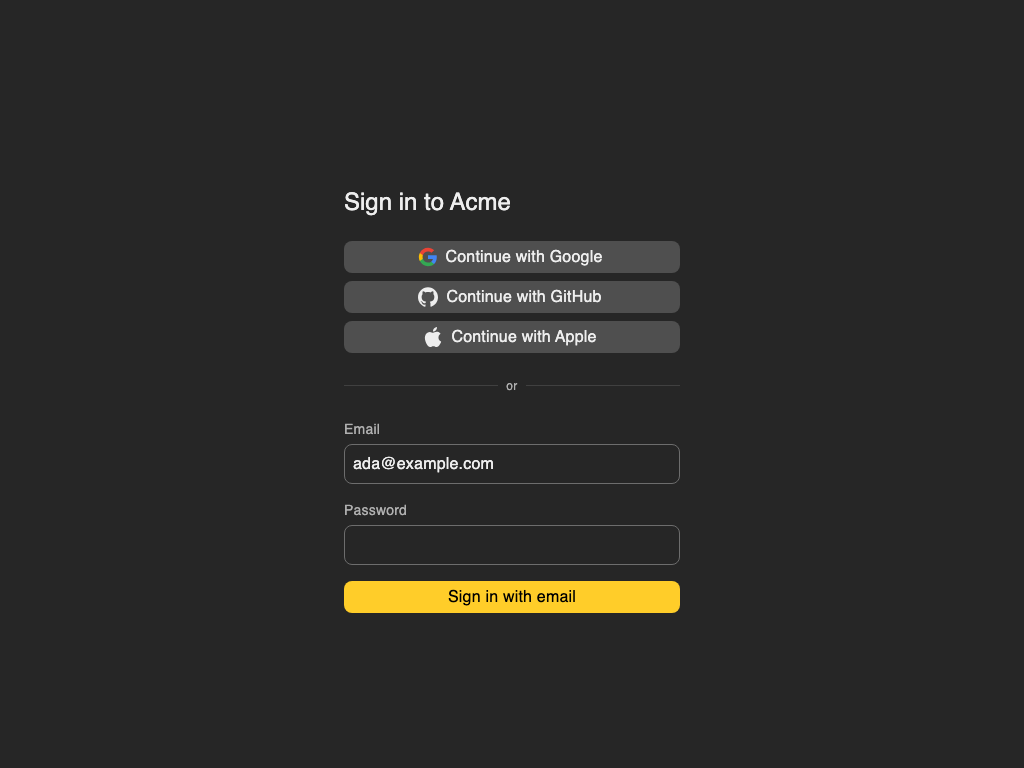 Sign in to Acme
Continue with Google
Continue with GitHub
Continue with Apple
or
Email
ada@example.com
Password
Sign in with email